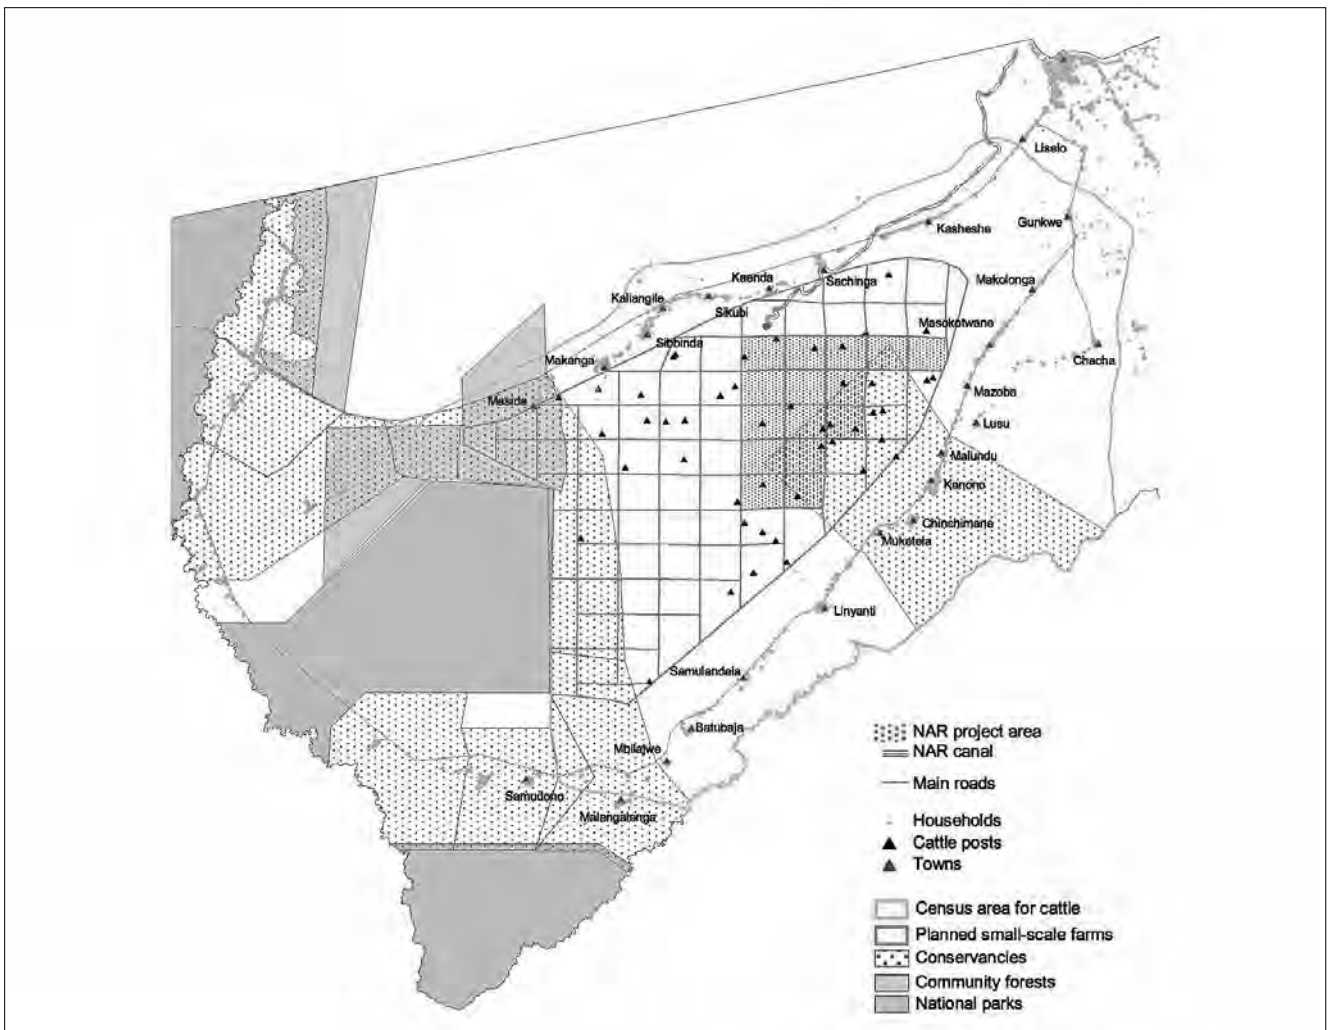 Liselo
Gunkwe
Kasheshe
Kaenda
Sachinga
Makolonga
Kaliangile
Sikubi
Masokotwane
Sibbinda
Chacha
Makanga
Mazoba
Masida
Lusu
Malundu
Kanono
Chinchimane
Muketela
Linyanti
Samulandela
Batubaja
Mbilajwe
Samudono
Malangatenga
NAR project area
NAR canal
Main roads
Households
Cattle posts
Towns
Census area for cattle
Planned small-scale farms
Conservancies
Community forests
National parks